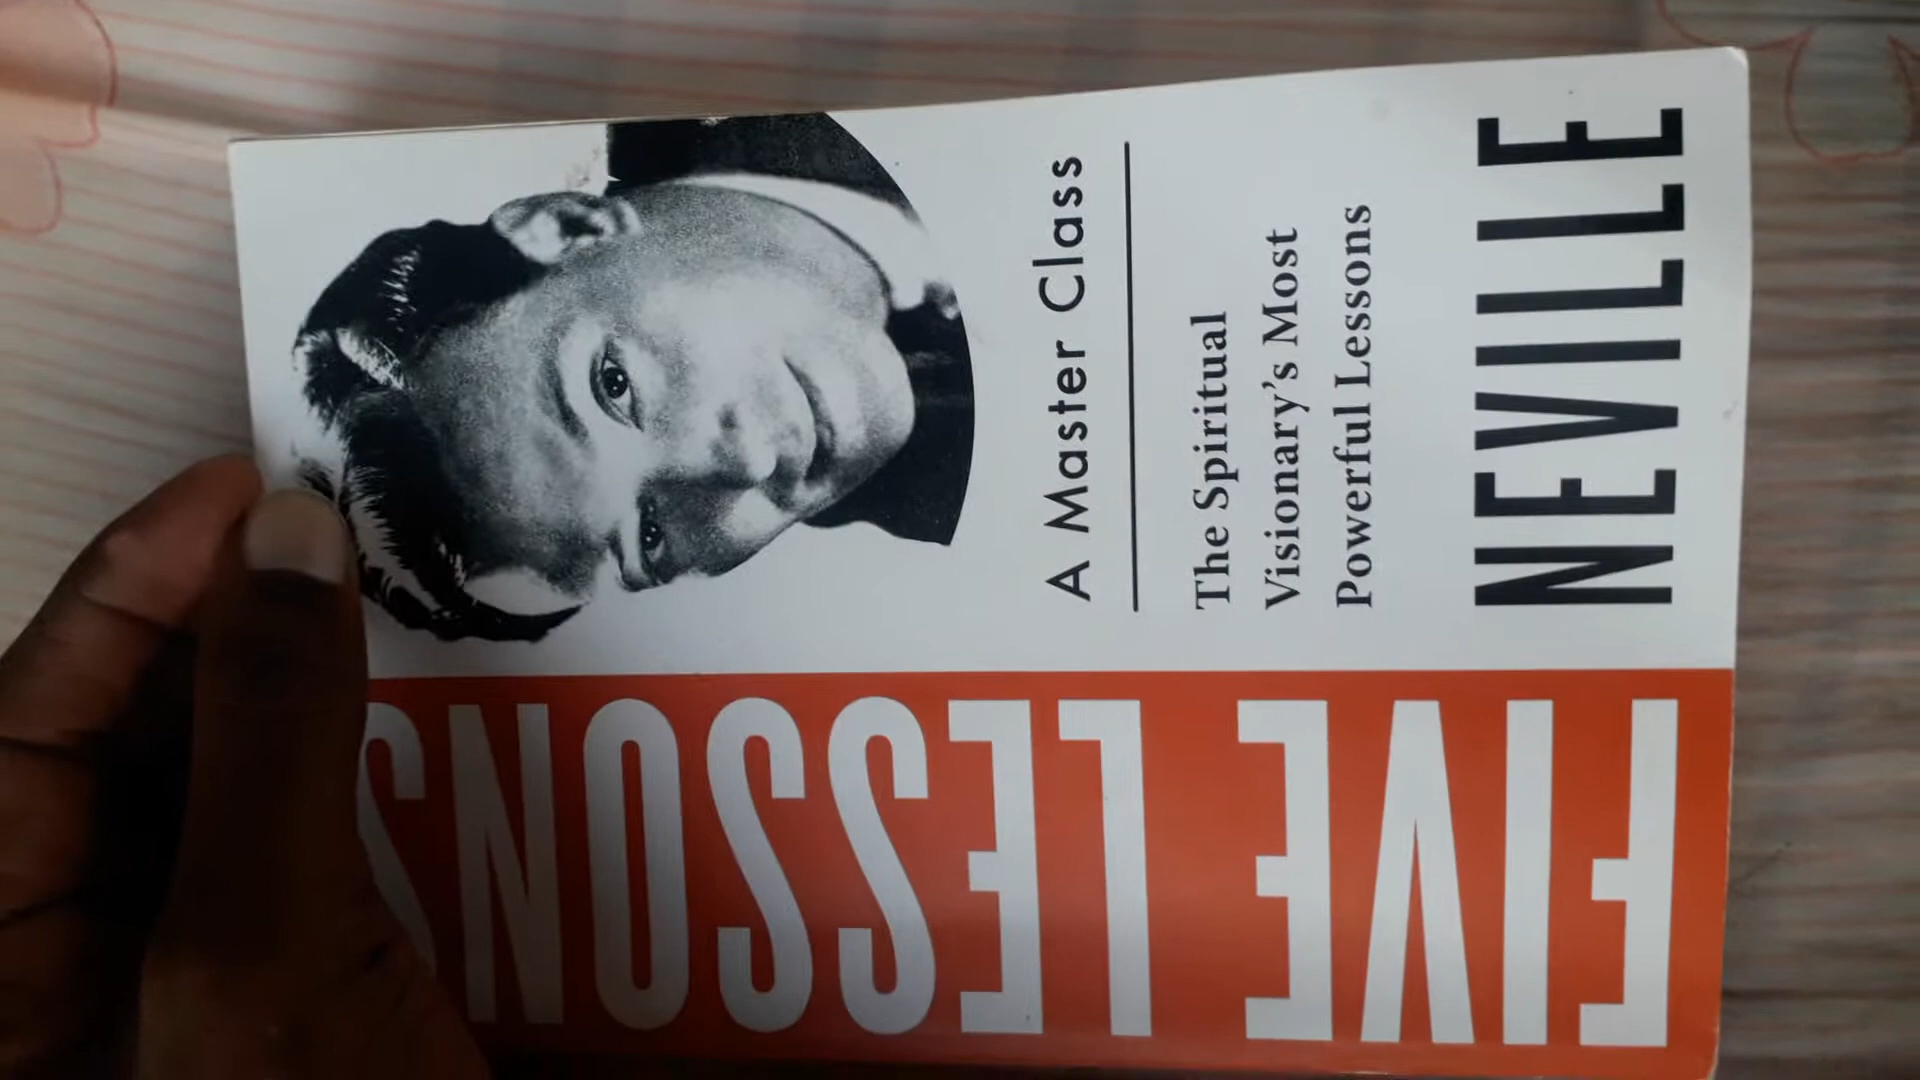 FIVE LESSONS
A Master Class
The Spiritual
Visionary's Most
Powerful Lessons
NEVILLE